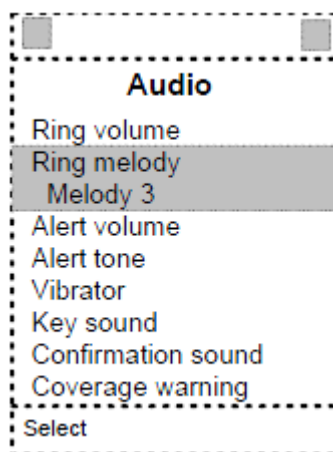 Audio
Ring volume
Ring melody
Melody 3
Alert volume
Alert tone
Vibrator
Key sound
Confirmation sound
Coverage warning
Select